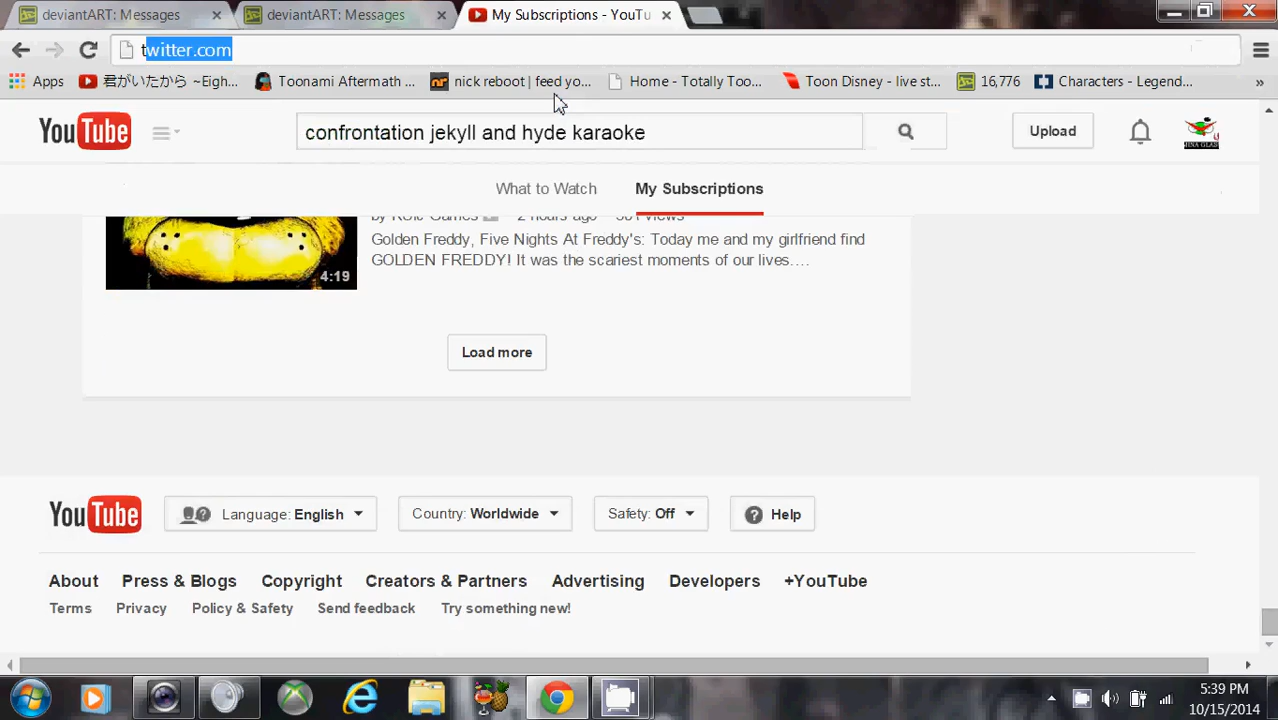 deviantART: Messages
deviantART: Messages
My Subscriptions - YouTu
twitter.com
Apps
君がいたから ~Eigh...
Toonami Aftermath ...
nick reboot | feed yo...
Home - Totally Too...
Toon Disney - live st...
16,776
Characters - Legend...
»
YouTube
confrontation jekyll and hyde karaoke
Upload
What to Watch
My Subscriptions
2 hours ago
views
Golden Freddy, Five Nights At Freddy's: Today me and my girlfriend find
GOLDEN FREDDY! It was the scariest moments of our lives....
4:19
Load more
YouTube
Language: English
Country: Worldwide
Safety: Off
Help
About Press & Blogs Copyright Creators & Partners Advertising Developers +YouTube
Terms Privacy Policy & Safety Send feedback Try something new!
5:39 PM
10/15/2014